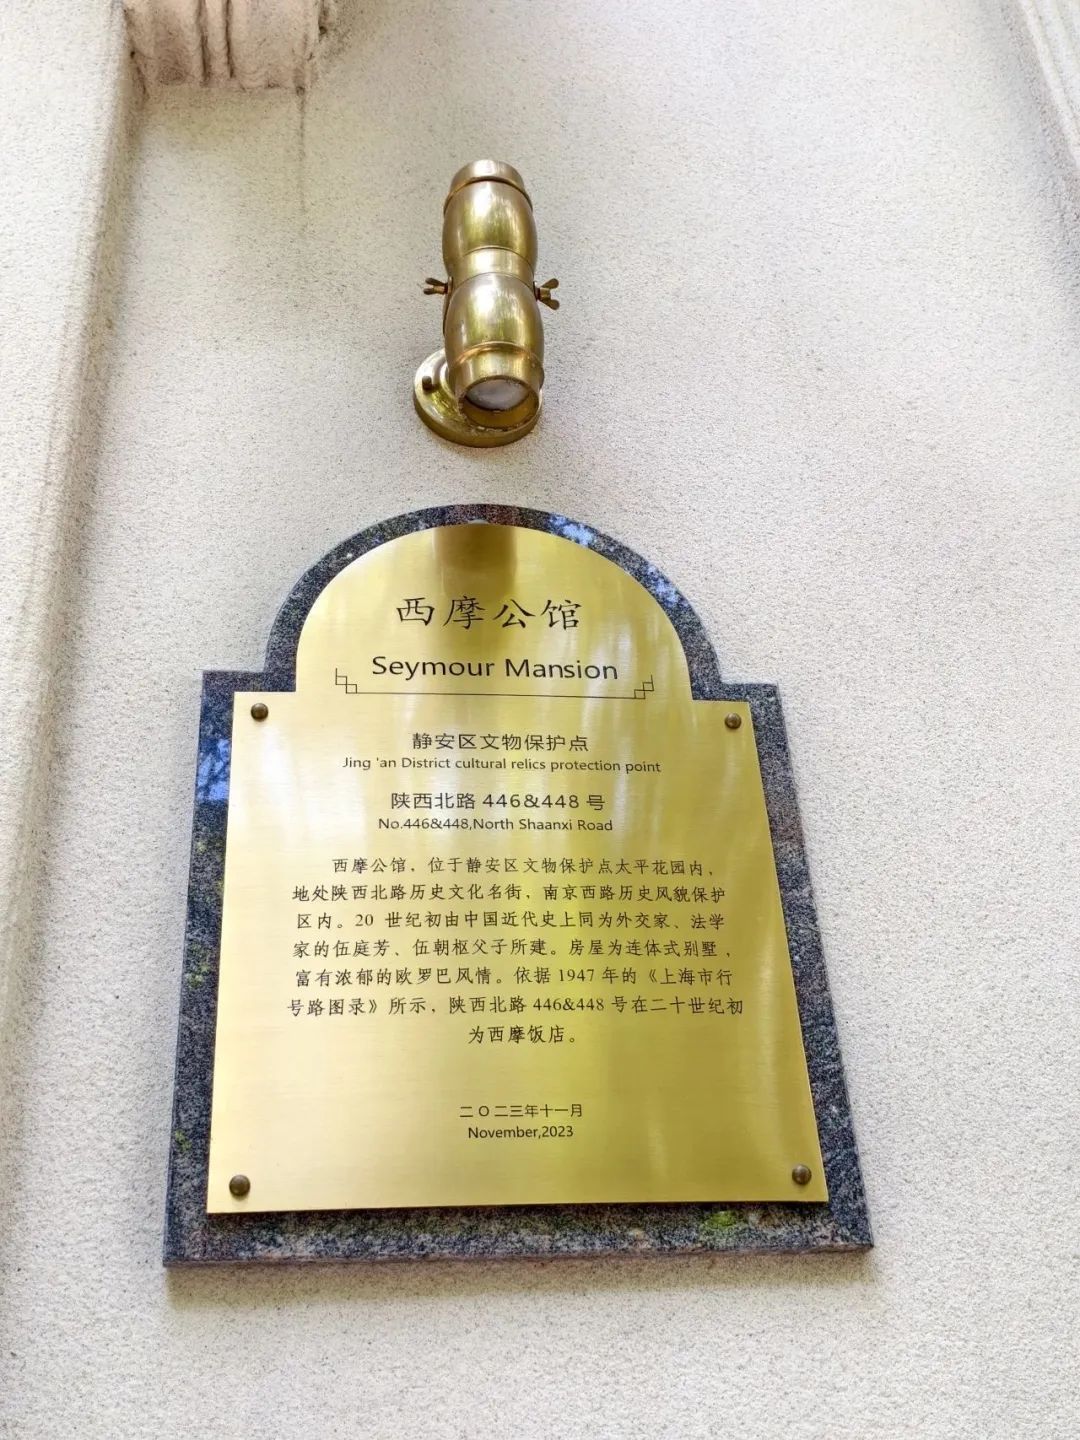 西摩公馆
Seymour Mansion
静安区文物保护点
Jing 'an District cultural relics protection point
陕西北路 446&448 号
No.446&448,North Shaanxi Road
西摩公馆，位于静安区文物保护点太平花园内，
地处陕西北路历史文化名街，南京西路历史风貌保护
区内。20 世纪初由中国近代史上同为外交家、法学
家的伍庭芳、伍朝枢父子所建。房屋为连体式别墅，
富有浓郁的欧罗巴风情。依据 1947 年的《上海市行
号路图录》所示，陕西北路 446&448 号在二十世纪初
为西摩饭店。
二〇二三年十一月
November,2023